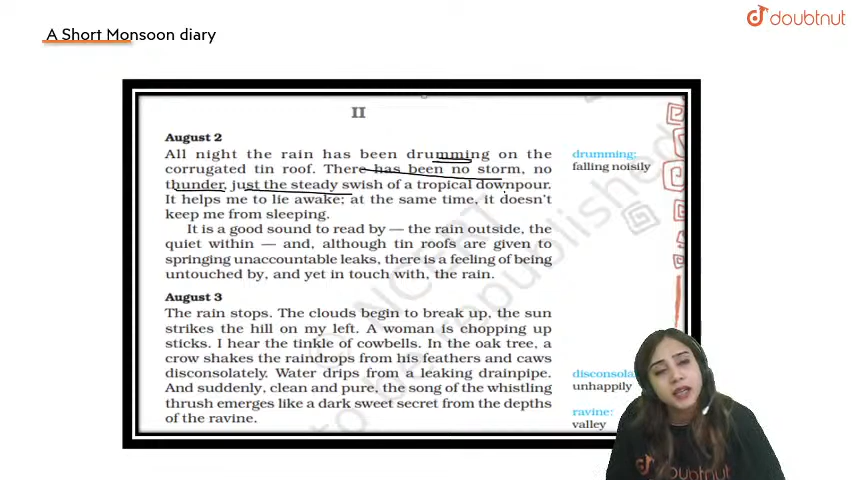 A Short Monsoon diary
doubtnut
II
August 2
All night the rain has been drumming on the
corrugated tin roof. There has been no storm, no
thunder, just the steady swish of a tropical downpour.
It helps me to lie awake; at the same time, it doesn't
keep me from sleeping.
It is a good sound to read by — the rain outside, the
quiet within — and, although tin roofs are given to
springing unaccountable leaks, there is a feeling of being
untouched by, and yet in touch with, the rain.
August 3
The rain stops. The clouds begin to break up, the sun
strikes the hill on my left. A woman is chopping up
sticks. I hear the tinkle of cowbells. In the oak tree, a
crow shakes the raindrops from his feathers and caws
disconsolately. Water drips from a leaking drainpipe.
And suddenly, clean and pure, the song of the whistling
thrush emerges like a dark sweet secret from the depths
of the ravine.
drumming:
falling noisily
unhappily
ravine:
valley
© NCERT
to be republished
doubtnut